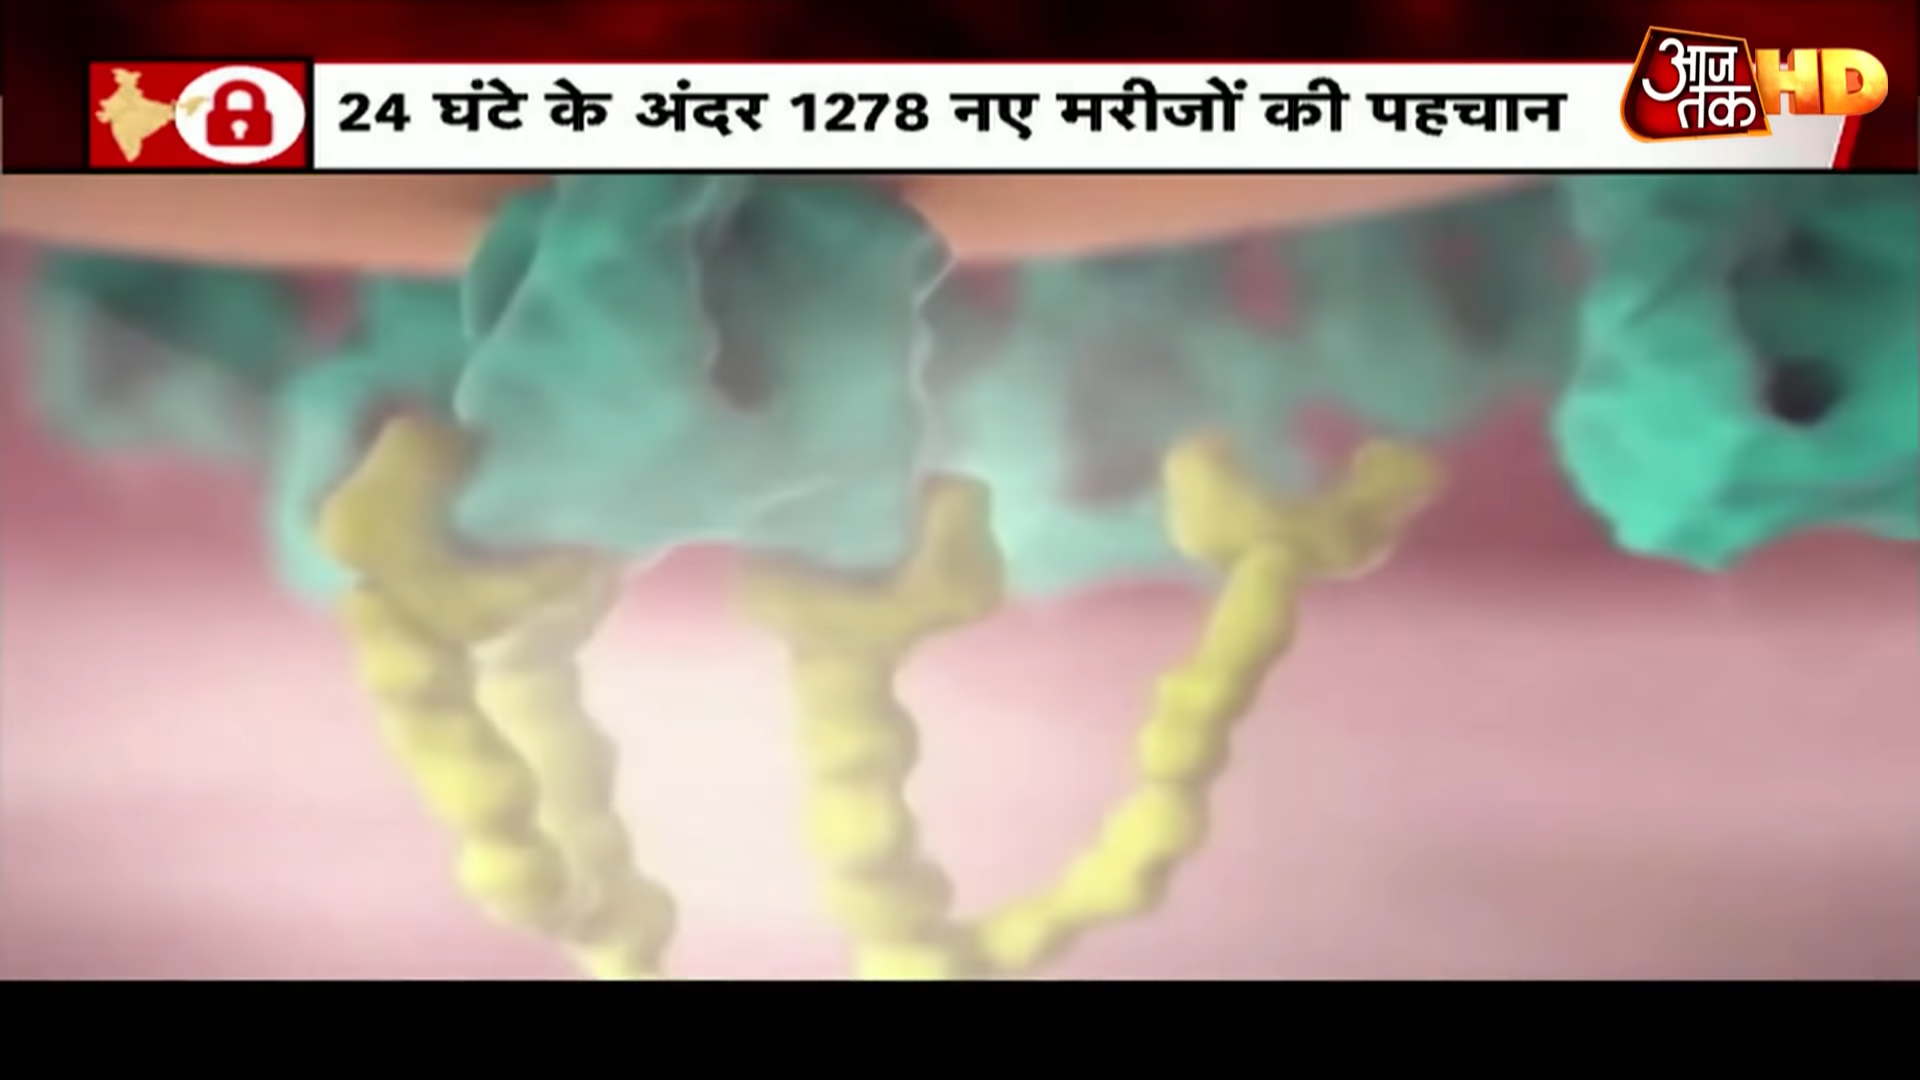 24 घंटे के अंदर 1278 नए मरीजों की पहचान
आज
तक
HD